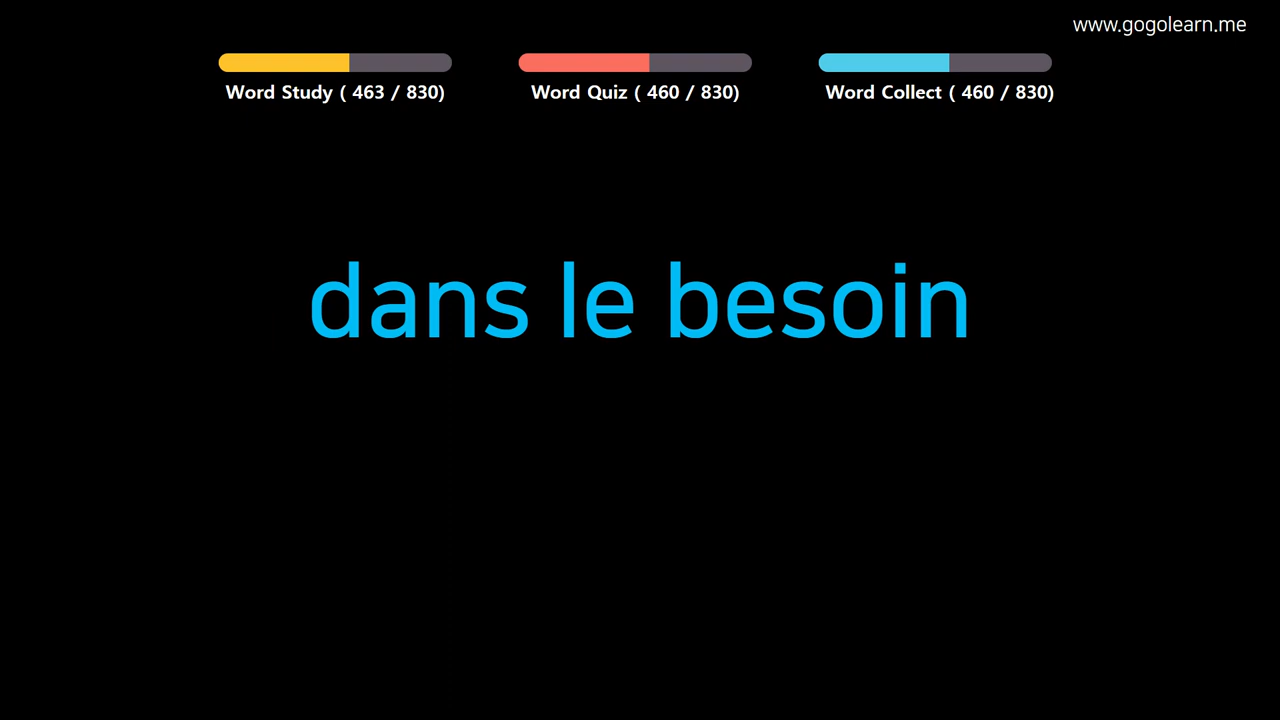 www.gogolearn.me
Word Study ( 463 / 830)
Word Quiz ( 460 / 830)
Word Collect ( 460 / 830)
dans le besoin